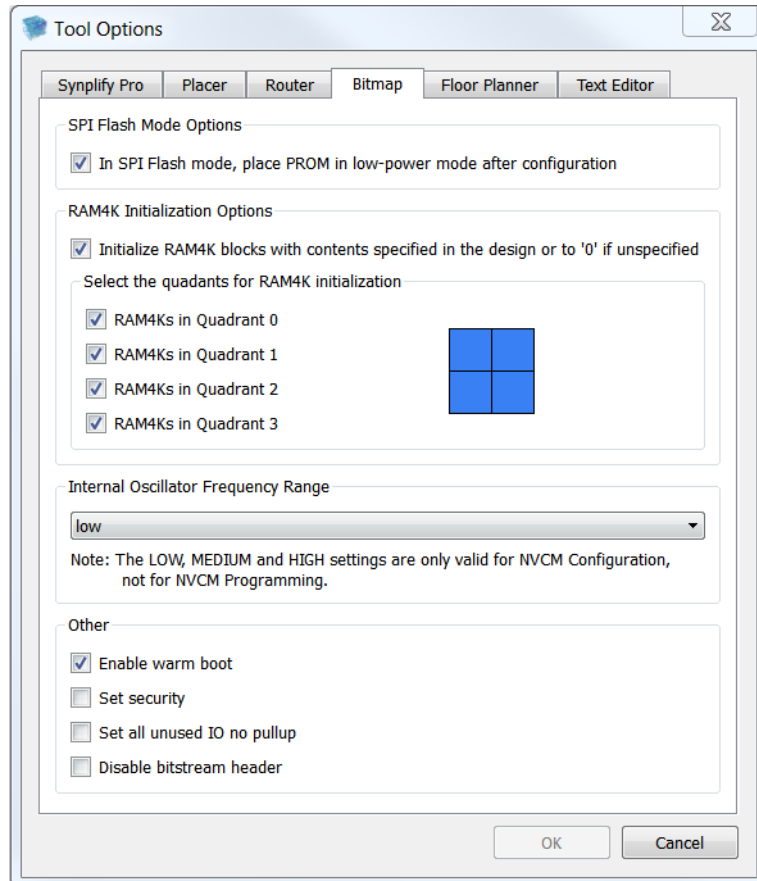 Tool Options
Synplify Pro Placer Router Bitmap Floor Planner Text Editor
SPI Flash Mode Options
In SPI Flash mode, place PROM in low-power mode after configuration
RAM4K Initialization Options
Initialize RAM4K blocks with contents specified in the design or to '0' if unspecified
Select the quadants for RAM4K initialization
RAM4Ks in Quadrant 0
RAM4Ks in Quadrant 1
RAM4Ks in Quadrant 2
RAM4Ks in Quadrant 3
Internal Oscillator Frequency Range
low
Note: The LOW, MEDIUM and HIGH settings are only valid for NVCM Configuration,
not for NVCM Programming.
Other
Enable warm boot
Set security
Set all unused IO no pullup
Disable bitstream header
OK Cancel